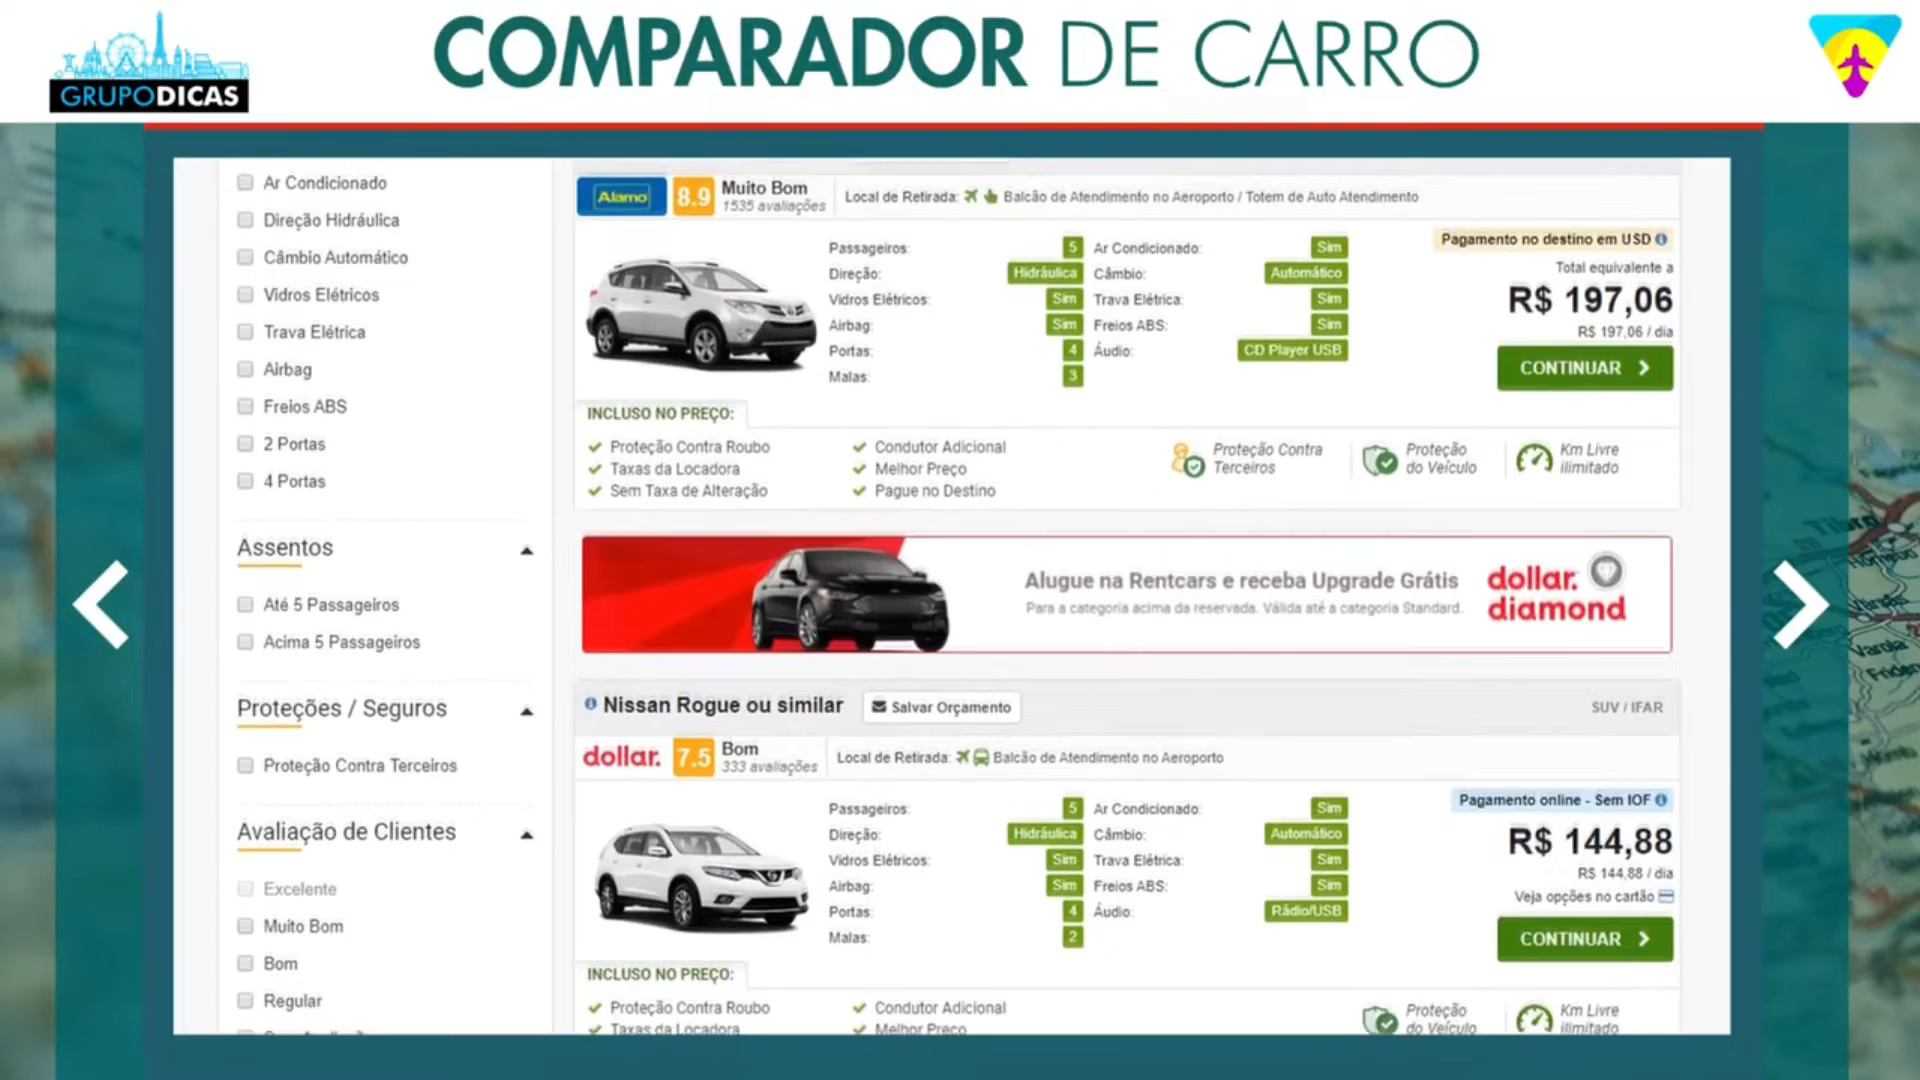 GRUPODICAS
COMPARADOR DE CARRO
Ar Condicionado
Direção Hidráulica
Câmbio Automático
Vidros Elétricos
Trava Elétrica
Airbag
Freios ABS
2 Portas
4 Portas
Assentos
Até 5 Passageiros
Acima 5 Passageiros
Proteções / Seguros
Proteção Contra Terceiros
Avaliação de Clientes
Excelente
Muito Bom
Bom
Regular
Alamo
8.9
Muito Bom
1535 avaliações
Local de Retirada: Balcão de Atendimento no Aeroporto / Totem de Auto Atendimento
Passageiros: 5 Ar Condicionado: Sim
Direção: Hidráulica Câmbio: Automático
Vidros Elétricos: Sim Trava Elétrica: Sim
Airbag: Sim Freios ABS: Sim
Portas: 4 Áudio: CD Player USB
Malas: 3
Pagamento no destino em USD
Total equivalente a
R$ 197,06
R$ 197,06 / dia
CONTINUAR
INCLUSO NO PREÇO:
Proteção Contra Roubo
Taxas da Locadora
Sem Taxa de Alteração
Condutor Adicional
Melhor Preço
Pague no Destino
Proteção Contra
Terceiros
Proteção
do Veículo
Km Livre
ilimitado
Alugue na Rentcars e receba Upgrade Grátis
Para a categoria acima da reservada. Válida até a categoria Standard.
dollar.
diamond
Nissan Rogue ou similar
Salvar Orçamento
SUV / IFAR
dollar.
7.5
Bom
333 avaliações
Local de Retirada: Balcão de Atendimento no Aeroporto
Passageiros: 5 Ar Condicionado: Sim
Direção: Hidráulica Câmbio: Automático
Vidros Elétricos: Sim Trava Elétrica: Sim
Airbag: Sim Freios ABS: Sim
Portas: 4 Áudio: Rádio/USB
Malas: 2
Pagamento online - Sem IOF
R$ 144,88
R$ 144,88 / dia
Veja opções no cartão
CONTINUAR
INCLUSO NO PREÇO:
Proteção Contra Roubo
Taxas da Locadora
Condutor Adicional
Melhor Preço
Proteção
do Veículo
Km Livre
ilimitado